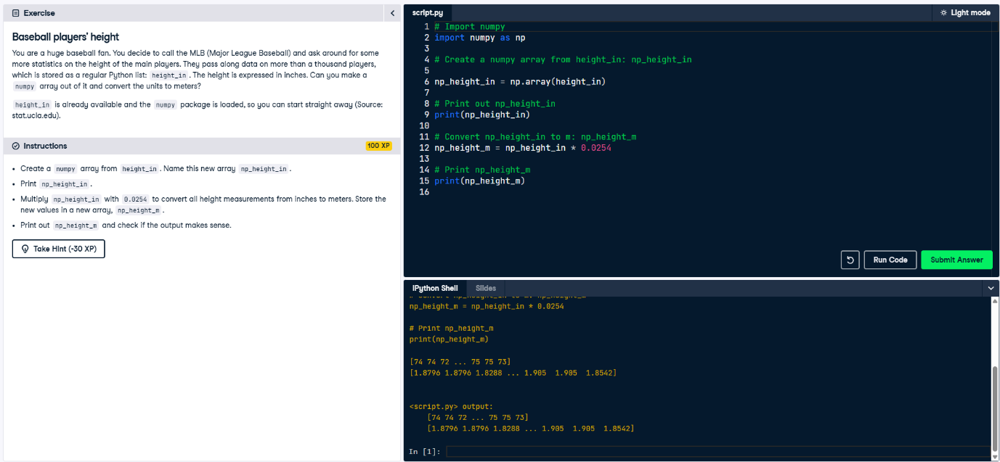 Exercise
Baseball players' height
You are a huge baseball fan. You decide to call the MLB (Major League Baseball) and ask around for some
more statistics on the height of the main players. They pass along data on more than a thousand players,
which is stored as a regular Python list: height_in. The height is expressed in inches. Can you make a
numpy array out of it and convert the units to meters?
height_in is already available and the numpy package is loaded, so you can start straight away (Source:
stat.ucla.edu).
Instructions
100 XP
• Create a numpy array from height_in. Name this new array np_height_in.
• Print np_height_in.
• Multiply np_height_in with 0.0254 to convert all height measurements from inches to meters. Store the
new values in a new array, np_height_m.
• Print out np_height_m and check if the output makes sense.
Take Hint (-30 XP)
script.py
Light mode
1 # Import numpy
2 import numpy as np
3
4 # Create a numpy array from height_in: np_height_in
5
6 np_height_in = np.array(height_in)
7
8 # Print out np_height_in
9 print(np_height_in)
10
11 # Convert np_height_in to m: np_height_m
12 np_height_m = np_height_in * 0.0254
13
14 # Print np_height_m
15 print(np_height_m)
16
Run Code
Submit Answer
IPython Shell
Slides
# Convert np_height_in to m: np_height_m
np_height_m = np_height_in * 0.0254
# Print np_height_m
print(np_height_m)
[74 74 72 ... 75 75 73]
[1.8796 1.8796 1.8288 ... 1.905  1.905  1.8542]
<script.py> output:
    [74 74 72 ... 75 75 73]
    [1.8796 1.8796 1.8288 ... 1.905  1.905  1.8542]
In [1]: